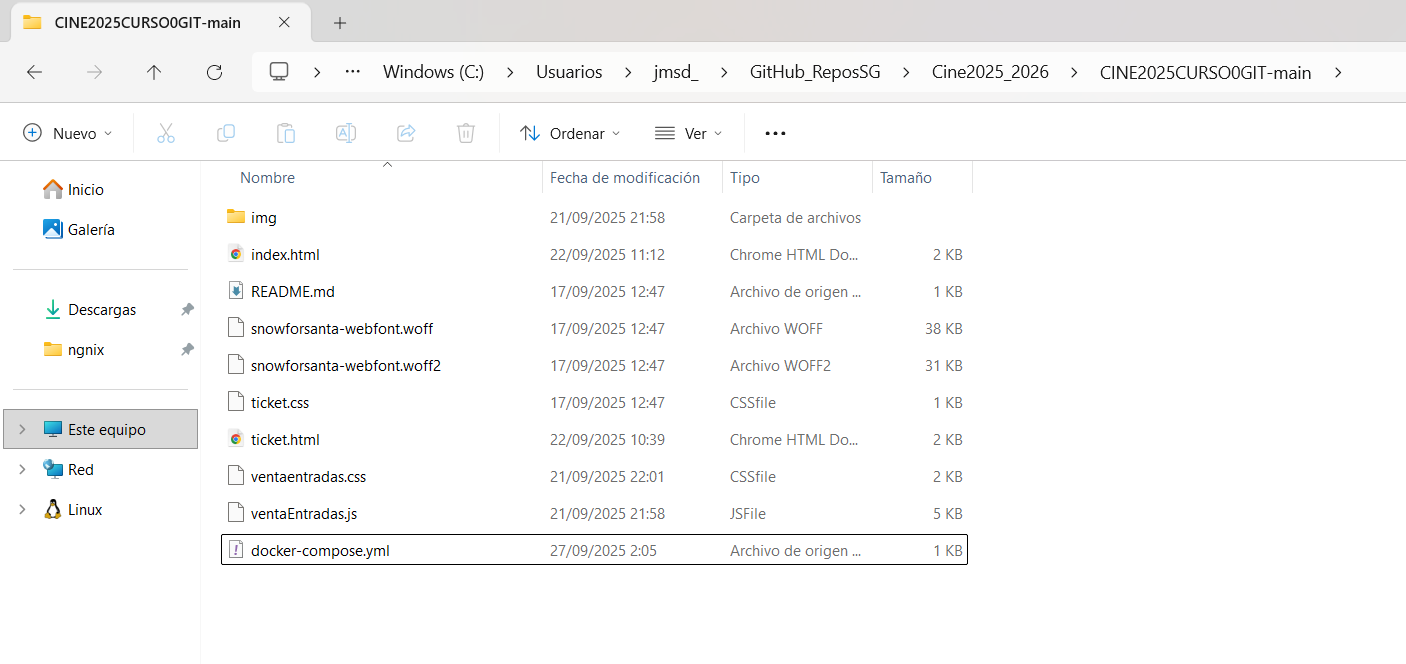 CINE2025CURSO0GIT-main
Windows (C:) Usuarios jmsd_ GitHub_ReposSG Cine2025_2026 CINE2025CURSO0GIT-main
Nuevo Ordenar Ver
Nombre Fecha de modificación Tipo Tamaño
Inicio
Galería
Descargas
ngnix
Este equipo
Red
Linux
img 21/09/2025 21:58 Carpeta de archivos
index.html 22/09/2025 11:12 Chrome HTML Do... 2 KB
README.md 17/09/2025 12:47 Archivo de origen ... 1 KB
snowforsanta-webfont.woff 17/09/2025 12:47 Archivo WOFF 38 KB
snowforsanta-webfont.woff2 17/09/2025 12:47 Archivo WOFF2 31 KB
ticket.css 17/09/2025 12:47 CSSfile 1 KB
ticket.html 22/09/2025 10:39 Chrome HTML Do... 2 KB
ventaentradas.css 21/09/2025 22:01 CSSfile 2 KB
ventaEntradas.js 21/09/2025 21:58 JSFile 5 KB
docker-compose.yml 27/09/2025 2:05 Archivo de origen ... 1 KB